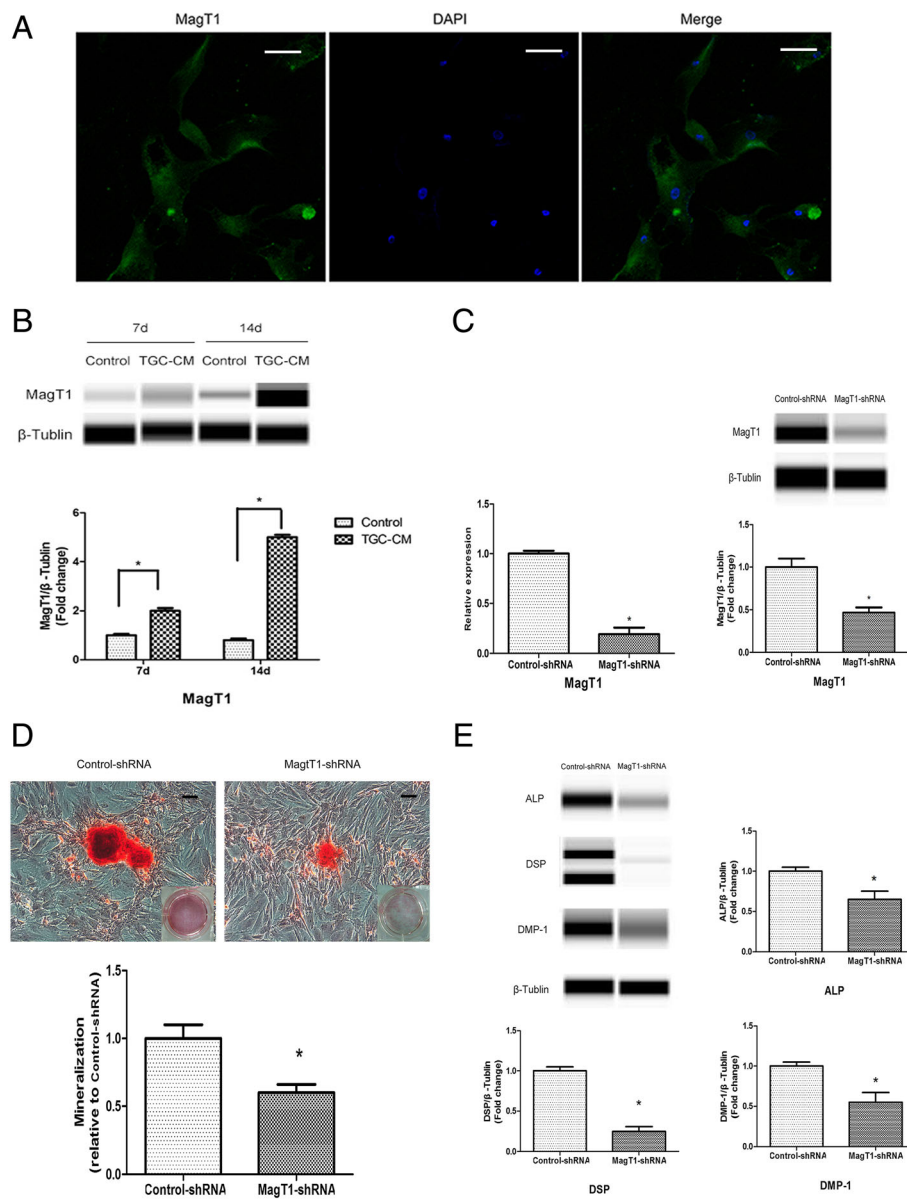 A
MagT1 DAPI Merge
B
7d 14d
Control TGC-CM Control TGC-CM
MagT1
β-Tublin
MagT1/β -Tublin
(Fold change)
6
4
2
0
*
*
Control
TGC-CM
7d 14d
MagT1
C
Control-shRNA MagT1-shRNA
MagT1
β-Tublin
Relative expression
1.5
1.0
0.5
0.0
*
Control-shRNA MagT1-shRNA
MagT1
MagT1/β -Tublin
(Fold change)
1.5
1.0
0.5
0.0
*
Control-shRNA MagT1-shRNA
MagT1
D
Control-shRNA MagtT1-shRNA
Mineralization
(relative to Control-shRNA)
1.5
1.0
0.5
0.0
*
Control-shRNA MagT1-shRNA
E
Control-shRNA MagT1-shRNA
ALP
DSP
DMP-1
β-Tublin
ALP/β -Tublin
(Fold change)
1.5
1.0
0.5
0.0
*
Control-shRNA MagT1-shRNA
ALP
DSP/β -Tublin
(Fold change)
1.5
1.0
0.5
0.0
*
Control-shRNA MagT1-shRNA
DSP
DMP-1/β -Tublin
(Fold change)
1.5
1.0
0.5
0.0
*
Control-shRNA MagT1-shRNA
DMP-1